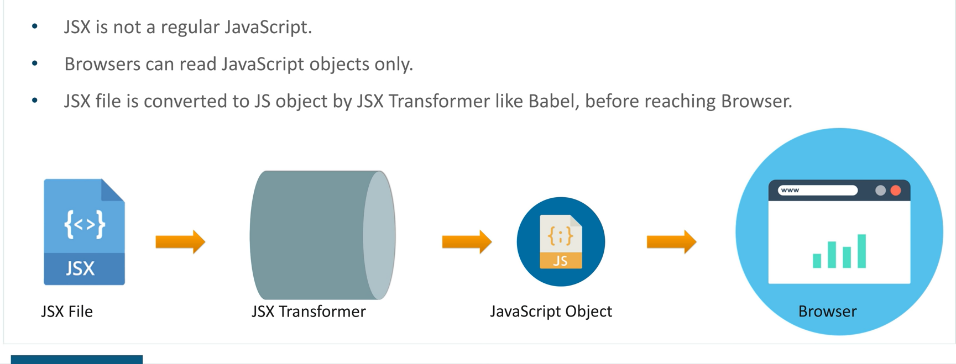 • JSX is not a regular JavaScript.
• Browsers can read JavaScript objects only.
• JSX file is converted to JS object by JSX Transformer like Babel, before reaching Browser.
www
{<>}
{;}
JSX
JS
JSX File
JSX Transformer
JavaScript Object
Browser